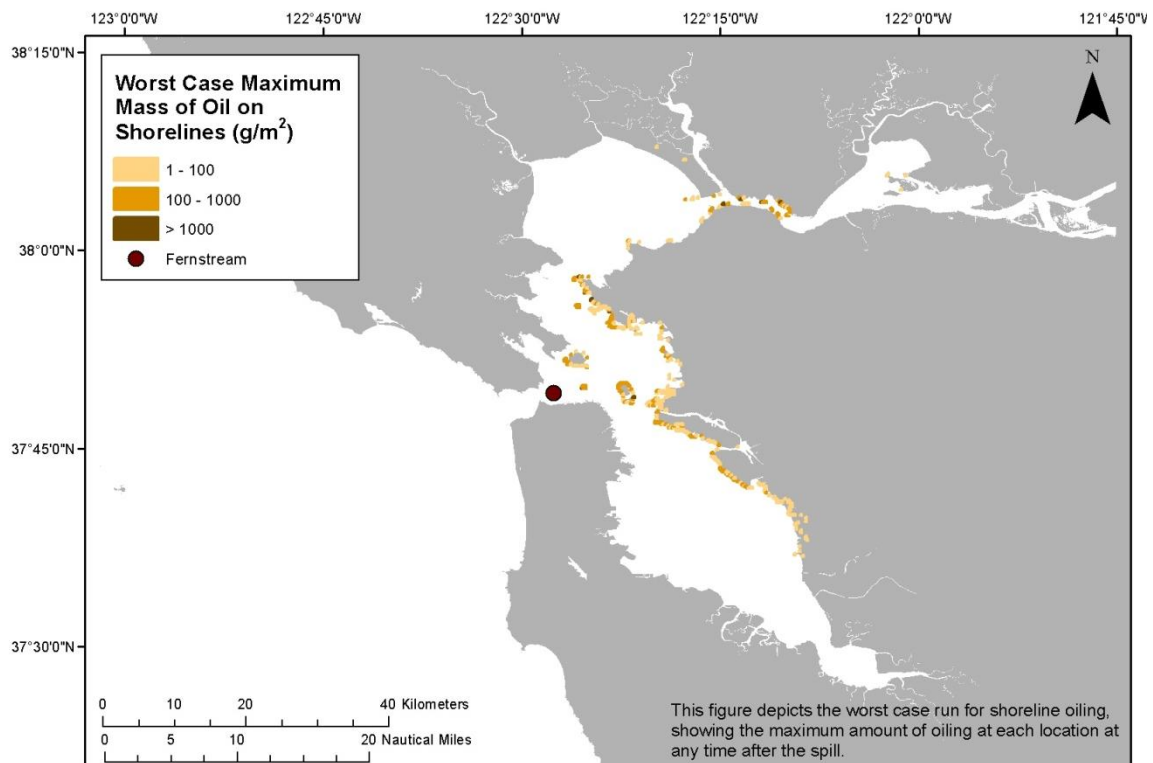 123°0'0"W 122°45'0"W 122°30'0"W 122°15'0"W 122°0'0"W 121°45'0"W
38°15'0"N
38°0'0"N
37°45'0"N
37°30'0"N
Worst Case Maximum
Mass of Oil on
Shorelines (g/m²)
1 - 100
100 - 1000
> 1000
Fernstream
N
0 10 20 40 Kilometers
0 5 10 20 Nautical Miles
This figure depicts the worst case run for shoreline oiling,
showing the maximum amount of oiling at each location at
any time after the spill.